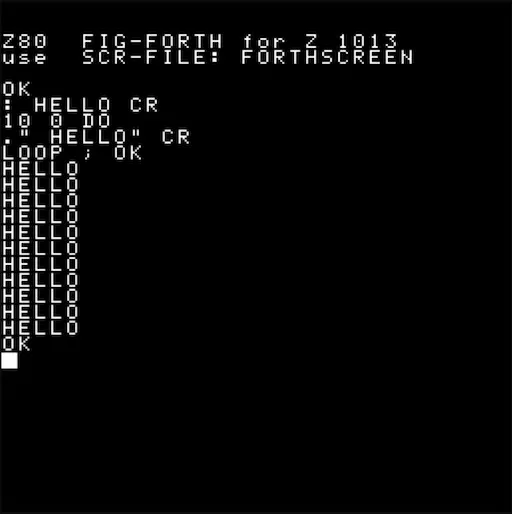 Z80  FIG-FORTH for Z 1013
use  SCR-FILE: FORTHSCREEN
OK
: HELLO CR
10 0 DO
." HELLO" CR
LOOP ; OK
HELLO
HELLO
HELLO
HELLO
HELLO
HELLO
HELLO
HELLO
HELLO
HELLO
HELLO
OK